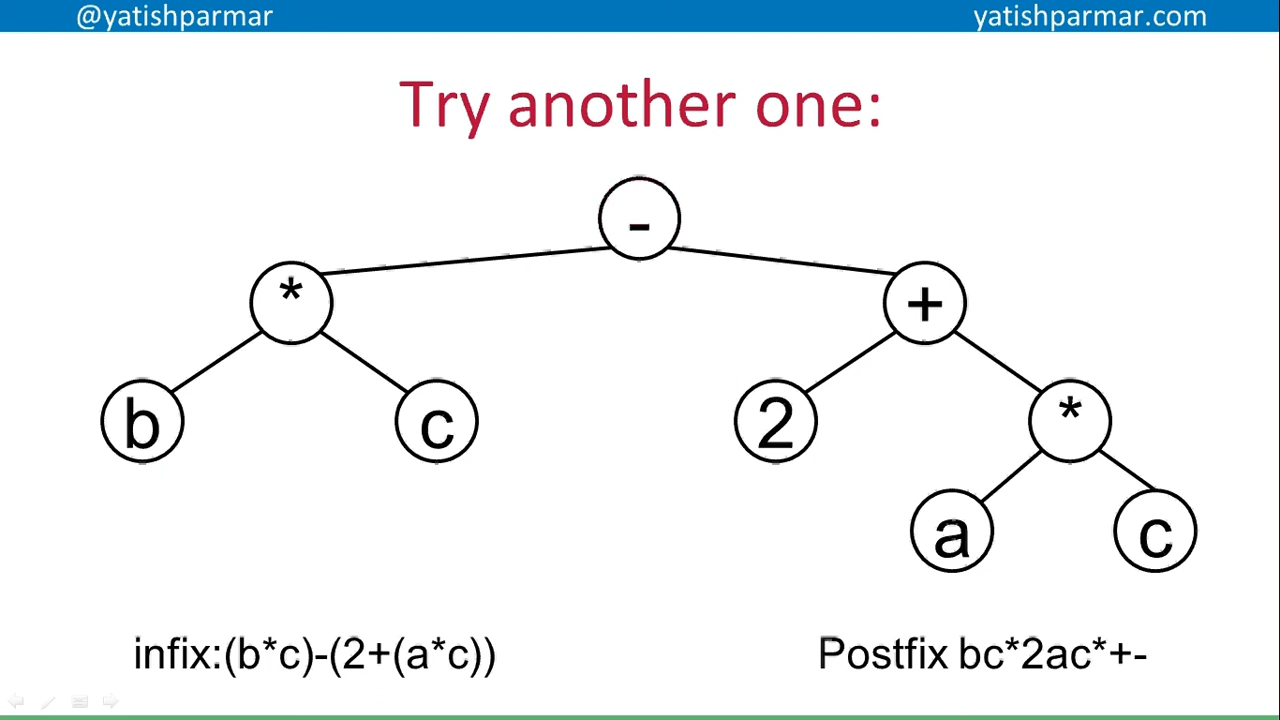 @yatishparmar
yatishparmar.com
Try another one:
-
*
+
b
c
2
*
a
c
infix:(b*c)-(2+(a*c))
Postfix bc*2ac*+-